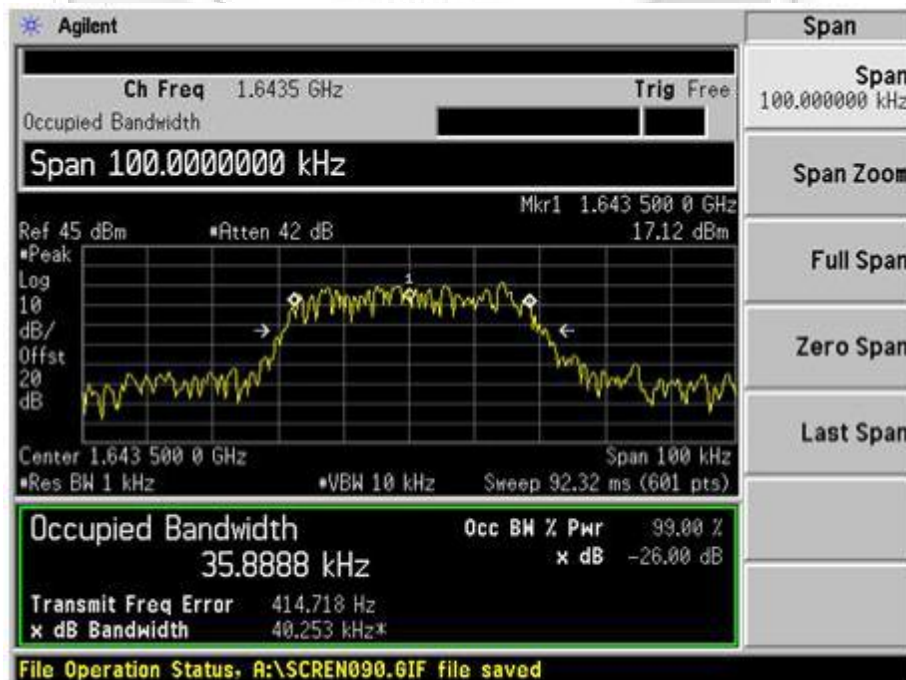 Agilent
Span
Ch Freq 1.6435 GHz
Trig Free
Occupied Bandwidth
Span 100.0000000 kHz
Mkr1 1.643 500 0 GHz
Ref 45 dBm
*Atten 42 dB
17.12 dBm
*Peak
Log
10
dB/
Offst
20
dB
1
Center 1.643 500 0 GHz
Span 100 kHz
*Res BW 1 kHz
*VBW 10 kHz
Sweep 92.32 ms (601 pts)
Occupied Bandwidth
35.8888 kHz
Occ BW % Pwr 99.00 %
x dB -26.00 dB
Transmit Freq Error 414.718 Hz
x dB Bandwidth 40.253 kHz*
File Operation Status, A:\SCREN090.GIF file saved
Span
100.000000 kHz
Span Zoom
Full Span
Zero Span
Last Span